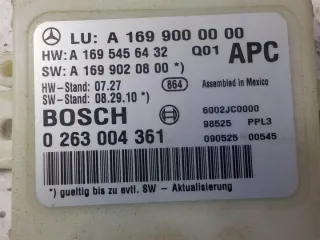 LU: A 169 900 00 00
HW: A 169 545 64 32 Q01 APC
SW: A 169 902 08 00 *)
HW-Stand: 07.27 864 Assembled in Mexico
SW-Stand: 08.29.10 *)
BOSCH 6002JC0000
0 263 004 361 98525 PPL3
090525 00545
*) gueltig bis zu evtl. SW - Aktualisierung